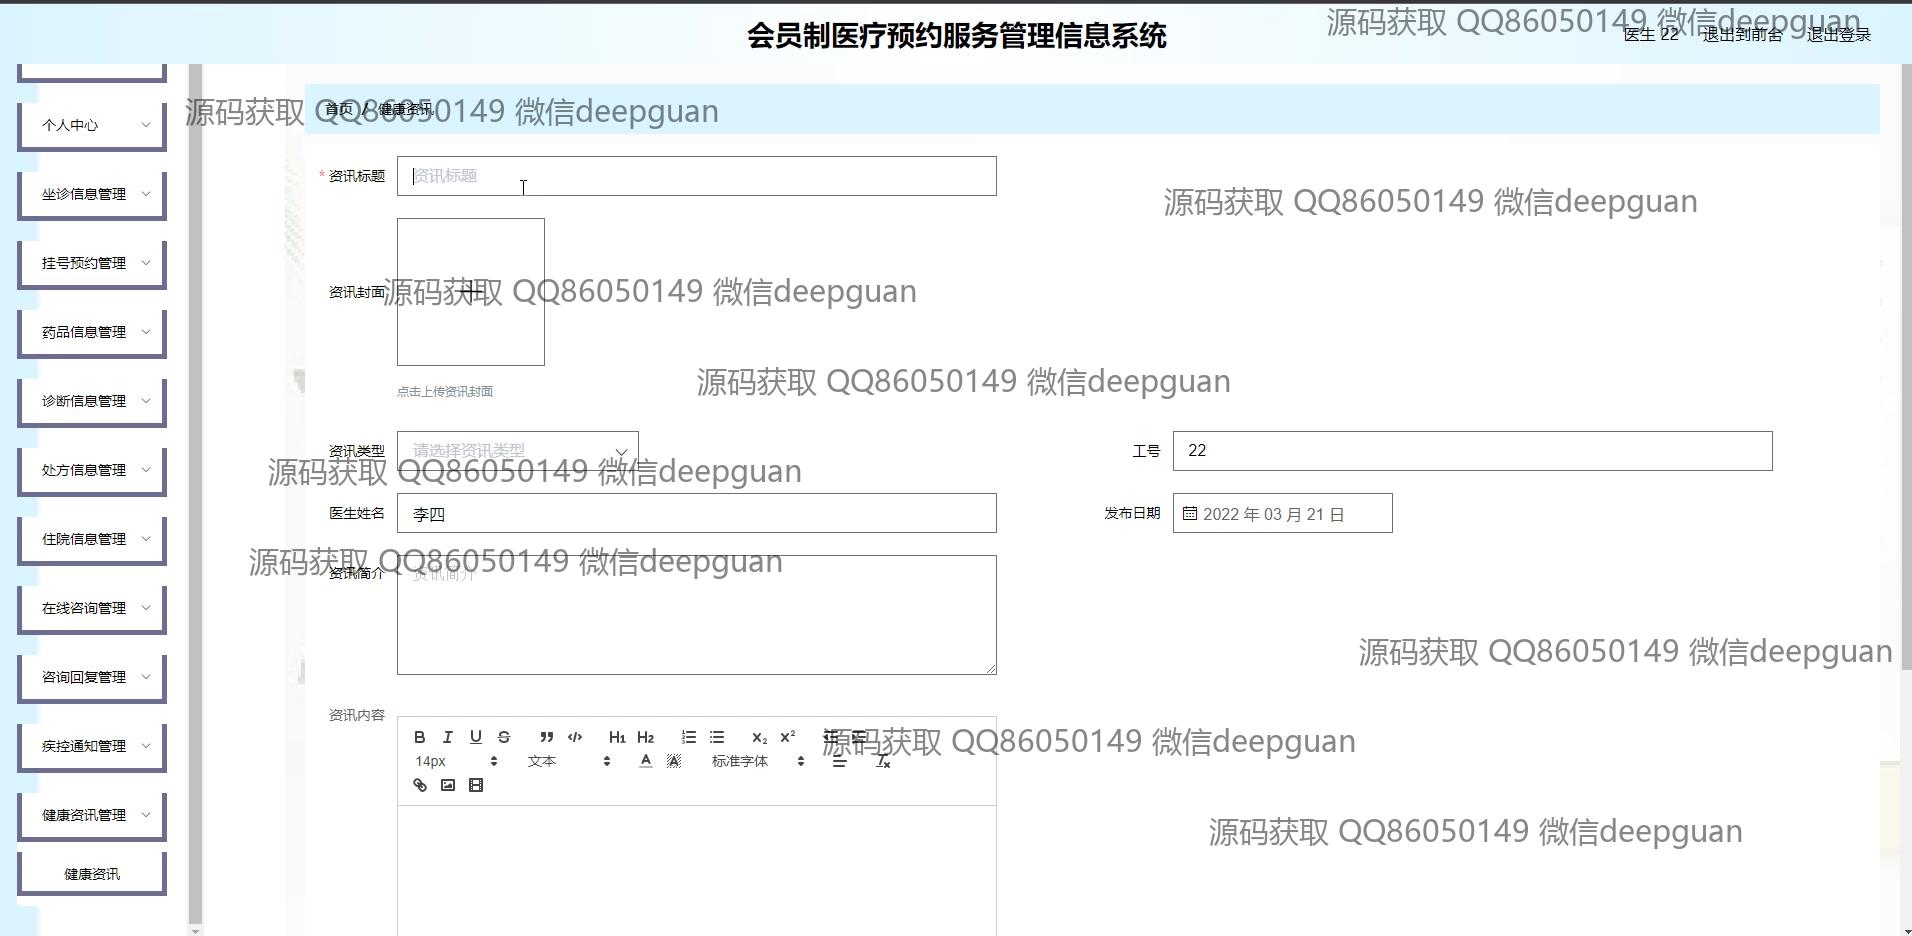 会员制医疗预约服务管理信息系统
源码获取 QQ86050149 微信deepguan
医生 22 退出到前台 退出登录
首页 / 健康资讯
源码获取 QQ86050149 微信deepguan
个人中心
坐诊信息管理
挂号预约管理
药品信息管理
诊断信息管理
处方信息管理
住院信息管理
在线咨询管理
咨询回复管理
疾控通知管理
健康资讯管理
健康资讯
* 资讯标题 资讯标题
源码获取 QQ86050149 微信deepguan
资讯封面
源码获取 QQ86050149 微信deepguan
点击上传资讯封面
源码获取 QQ86050149 微信deepguan
资讯类型 请选择资讯类型
工号 22
源码获取 QQ86050149 微信deepguan
医生姓名 李四
发布日期 2022 年 03 月 21 日
源码获取 QQ86050149 微信deepguan
资讯简介 资讯简介
源码获取 QQ86050149 微信deepguan
资讯内容
B I U S H1 H2 X2 X2
源码获取 QQ86050149 微信deepguan
14px 文本 A A 标准字体 Tx
源码获取 QQ86050149 微信deepguan